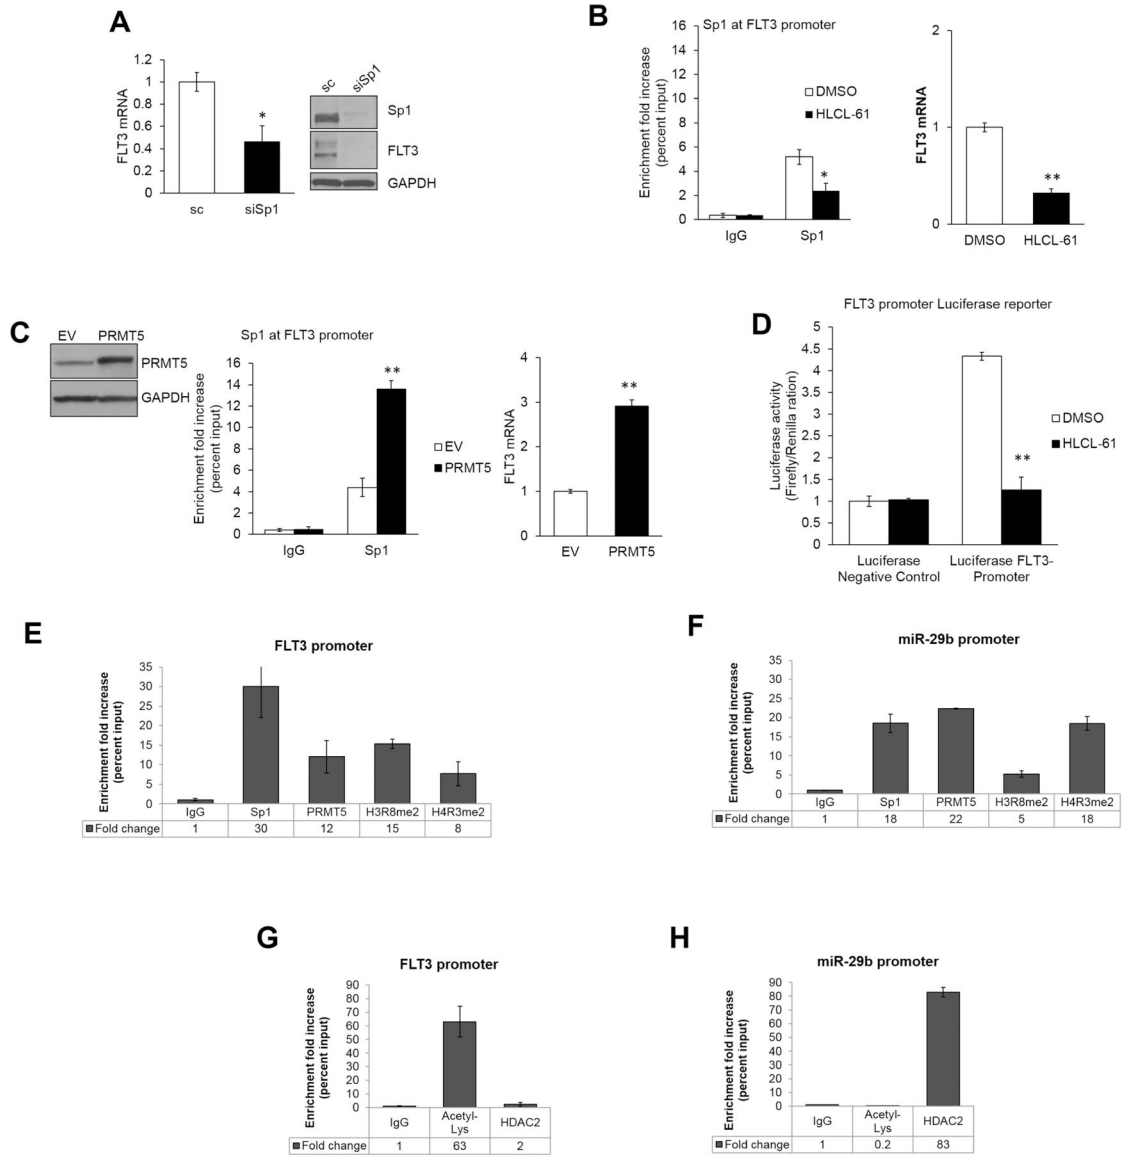 A
FLT3 mRNA
1.2
1
0.8
0.6
0.4
0.2
0
*
sc
siSp1
sc
siSp1
Sp1
FLT3
GAPDH
B
Sp1 at FLT3 promoter
Enrichment fold increase
(percent input)
16
14
12
10
8
6
4
2
0
DMSO
HLCL-61
*
IgG
Sp1
FLT3 mRNA
2
1
0
**
DMSO
HLCL-61
C
EV
PRMT5
PRMT5
GAPDH
Sp1 at FLT3 promoter
Enrichment fold increase
(percent input)
16
14
12
10
8
6
4
2
0
**
EV
PRMT5
IgG
Sp1
FLT3 mRNA
4
3
2
1
0
**
EV
PRMT5
D
FLT3 promoter Luciferase reporter
Luciferase activity
(Firefly/Renilla ration)
5
4.5
4
3.5
3
2.5
2
1.5
1
0.5
0
DMSO
HLCL-61
**
Luciferase
Negative Control
Luciferase FLT3-
Promoter
E
FLT3 promoter
Enrichment fold increase
(percent input)
35
30
25
20
15
10
5
0
IgG Sp1 PRMT5 H3R8me2 H4R3me2
Fold change 1 30 12 15 8
F
miR-29b promoter
Enrichment fold increase
(percent input)
35
30
25
20
15
10
5
0
IgG Sp1 PRMT5 H3R8me2 H4R3me2
Fold change 1 18 22 5 18
G
FLT3 promoter
Enrichment fold increase
(percent input)
90
80
70
60
50
40
30
20
10
0
IgG Acetyl- HDAC2
Lys
Fold change 1 63 2
H
miR-29b promoter
Enrichment fold increase
(percent input)
90
80
70
60
50
40
30
20
10
0
IgG Acetyl- HDAC2
Lys
Fold change 1 0.2 83